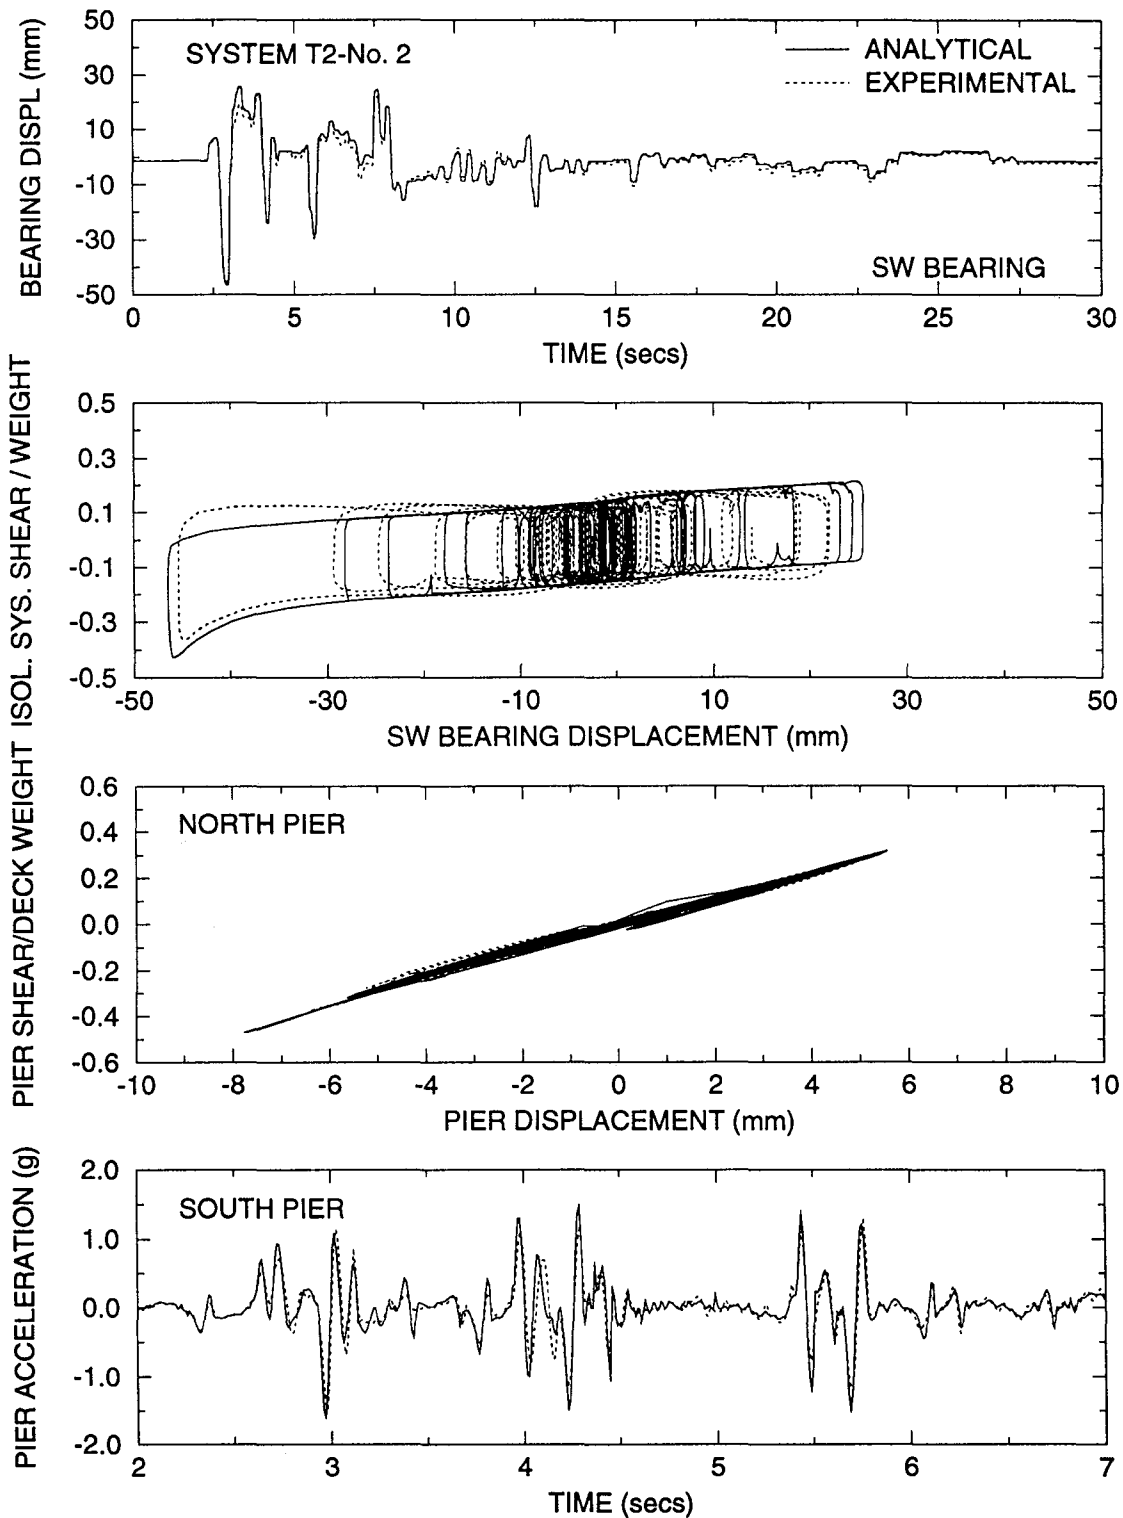 BEARING DISPL (mm)
50
30
10
-10
-30
-50
SYSTEM T2-No. 2
ANALYTICAL
EXPERIMENTAL
SW BEARING
0 5 10 15 20 25 30
TIME (secs)
ISOL. SYS. SHEAR / WEIGHT
0.5
0.3
0.1
-0.1
-0.3
-0.5
-50 -30 -10 10 30 50
SW BEARING DISPLACEMENT (mm)
PIER SHEAR/DECK WEIGHT
0.6
0.4
0.2
0.0
-0.2
-0.4
-0.6
NORTH PIER
-10 -8 -6 -4 -2 0 2 4 6 8 10
PIER DISPLACEMENT (mm)
PIER ACCELERATION (g)
2.0
1.0
0.0
-1.0
-2.0
SOUTH PIER
2 3 4 5 6 7
TIME (secs)